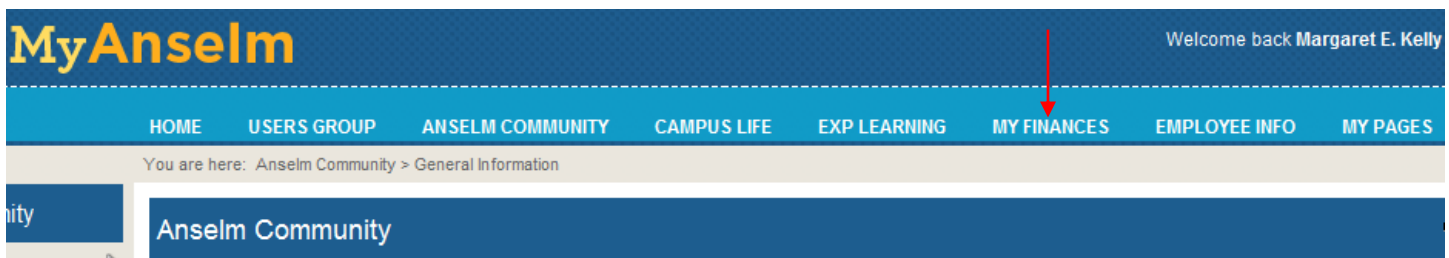 MyAnselm
Welcome back Margaret E. Kelly
HOME USERS GROUP ANSELM COMMUNITY CAMPUS LIFE EXP LEARNING MY FINANCES EMPLOYEE INFO MY PAGES
You are here: Anselm Community > General Information
nity
Anselm Community